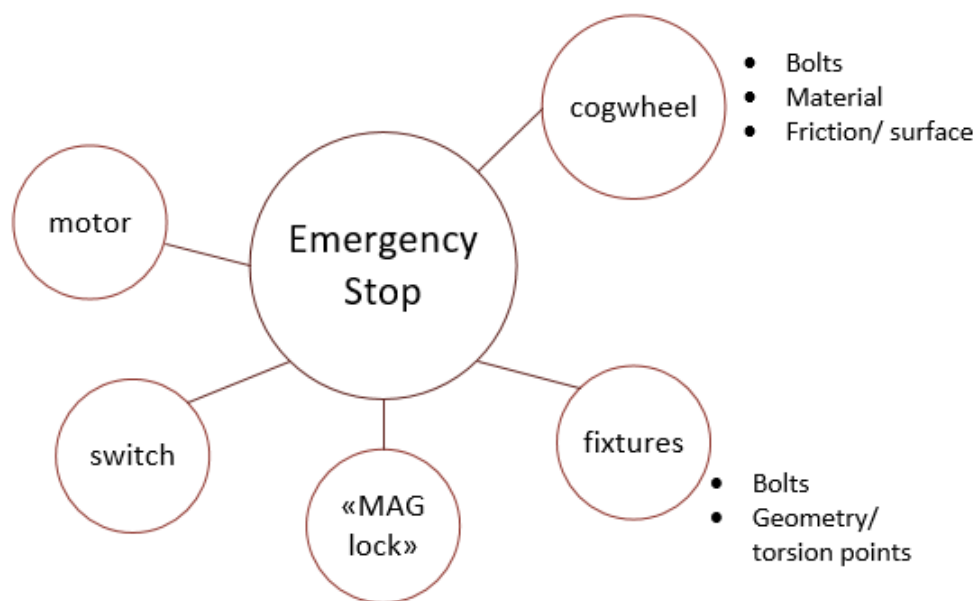 cogwheel
• Bolts
• Material
• Friction/ surface
motor
Emergency
Stop
switch
«MAG
lock»
fixtures
• Bolts
• Geometry/
torsion points